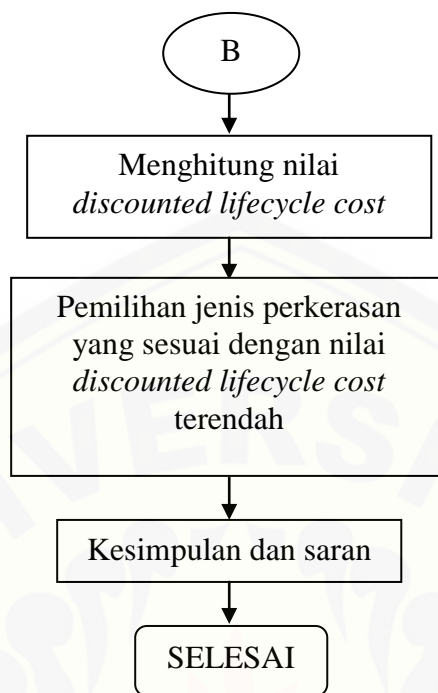 B
Menghitung nilai
discounted lifecycle cost
Pemilihan jenis perkerasan
yang sesuai dengan nilai
discounted lifecycle cost
terendah
Kesimpulan dan saran
SELESAI